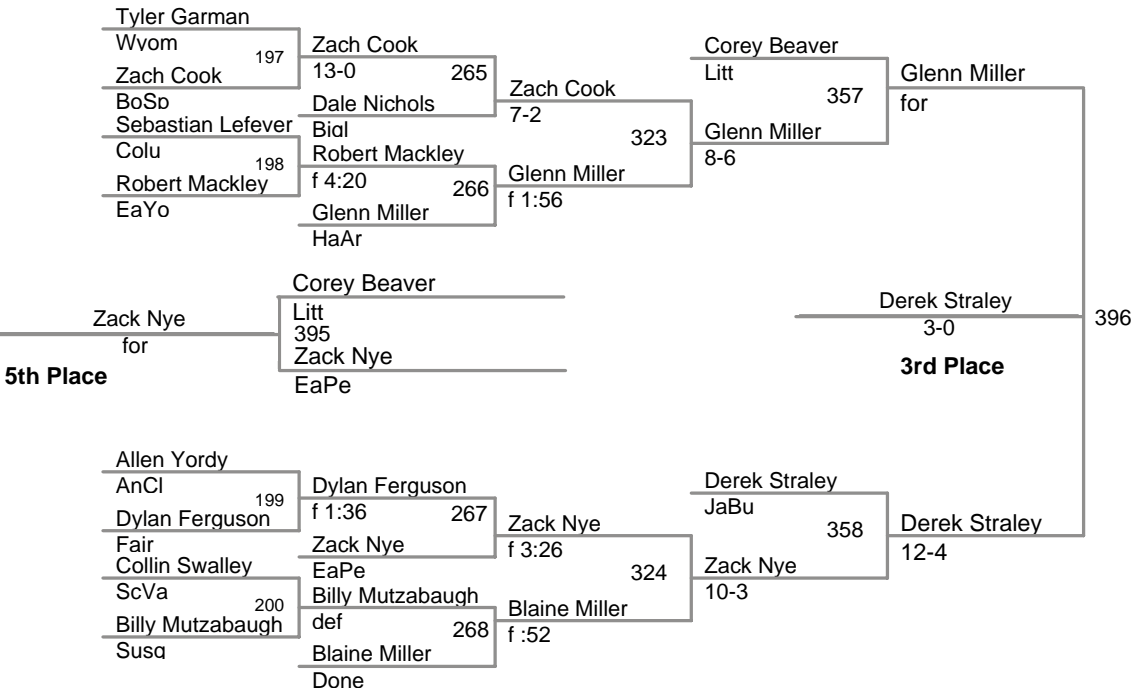 Tyler Garman
Wyom
197
Zach Cook
BoSp
Sebastian Lefever
Colu
198
Robert Mackley
EaYo
Zach Cook
13-0
265
Dale Nichols
Bigl
Robert Mackley
f 4:20
266
Glenn Miller
HaAr
Zach Cook
7-2
323
Glenn Miller
f 1:56
Corey Beaver
Litt
357
Glenn Miller
8-6
Glenn Miller
for
Corey Beaver
Litt
395
Zack Nye
EaPe
Zack Nye
for
5th Place
Derek Straley
3-0
3rd Place
396
Allen Yordy
AnCl
199
Dylan Ferguson
Fair
Collin Swalley
ScVa
200
Billy Mutzabaugh
Susq
Dylan Ferguson
f 1:36
267
Zack Nye
EaPe
Billy Mutzabaugh
def
268
Blaine Miller
Done
Zack Nye
f 3:26
324
Blaine Miller
f :52
Derek Straley
JaBu
358
Zack Nye
10-3
Derek Straley
12-4